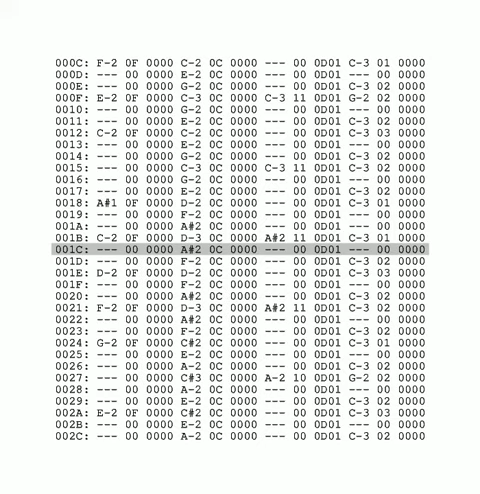 000C: F-2 0F 0000 C-2 0C 0000 --- 00 0D01 C-3 01 0000
000D: --- 00 0000 E-2 0C 0000 --- 00 0D01 --- 00 0000
000E: --- 00 0000 G-2 0C 0000 --- 00 0D01 C-3 02 0000
000F: E-2 0F 0000 C-3 0C 0000 C-3 11 0D01 G-2 02 0000
0010: --- 00 0000 G-2 0C 0000 --- 00 0D01 --- 00 0000
0011: --- 00 0000 E-2 0C 0000 --- 00 0D01 C-3 02 0000
0012: C-2 0F 0000 C-2 0C 0000 --- 00 0D01 C-3 03 0000
0013: --- 00 0000 E-2 0C 0000 --- 00 0D01 --- 00 0000
0014: --- 00 0000 G-2 0C 0000 --- 00 0D01 C-3 02 0000
0015: --- 00 0000 C-3 0C 0000 C-3 11 0D01 C-3 02 0000
0016: --- 00 0000 G-2 0C 0000 --- 00 0D01 --- 00 0000
0017: --- 00 0000 E-2 0C 0000 --- 00 0D01 C-3 02 0000
0018: A#1 0F 0000 D-2 0C 0000 --- 00 0D01 C-3 01 0000
0019: --- 00 0000 F-2 0C 0000 --- 00 0D01 --- 00 0000
001A: --- 00 0000 A#2 0C 0000 --- 00 0D01 --- 00 0000
001B: C-2 0F 0000 D-3 0C 0000 A#2 11 0D01 C-3 01 0000
001C: --- 00 0000 A#2 0C 0000 --- 00 0D01 --- 00 0000
001D: --- 00 0000 F-2 0C 0000 --- 00 0D01 C-3 02 0000
001E: D-2 0F 0000 D-2 0C 0000 --- 00 0D01 C-3 03 0000
001F: --- 00 0000 F-2 0C 0000 --- 00 0D01 --- 00 0000
0020: --- 00 0000 A#2 0C 0000 --- 00 0D01 C-3 02 0000
0021: F-2 0F 0000 D-3 0C 0000 A#2 11 0D01 C-3 02 0000
0022: --- 00 0000 A#2 0C 0000 --- 00 0D01 --- 00 0000
0023: --- 00 0000 F-2 0C 0000 --- 00 0D01 C-3 02 0000
0024: G-2 0F 0000 C#2 0C 0000 --- 00 0D01 C-3 01 0000
0025: --- 00 0000 E-2 0C 0000 --- 00 0D01 --- 00 0000
0026: --- 00 0000 A-2 0C 0000 --- 00 0D01 C-3 02 0000
0027: --- 00 0000 C#3 0C 0000 A-2 10 0D01 G-2 02 0000
0028: --- 00 0000 A-2 0C 0000 --- 00 0D01 --- 00 0000
0029: --- 00 0000 E-2 0C 0000 --- 00 0D01 C-3 02 0000
002A: E-2 0F 0000 C#2 0C 0000 --- 00 0D01 C-3 03 0000
002B: --- 00 0000 E-2 0C 0000 --- 00 0D01 --- 00 0000
002C: --- 00 0000 A-2 0C 0000 --- 00 0D01 C-3 02 0000